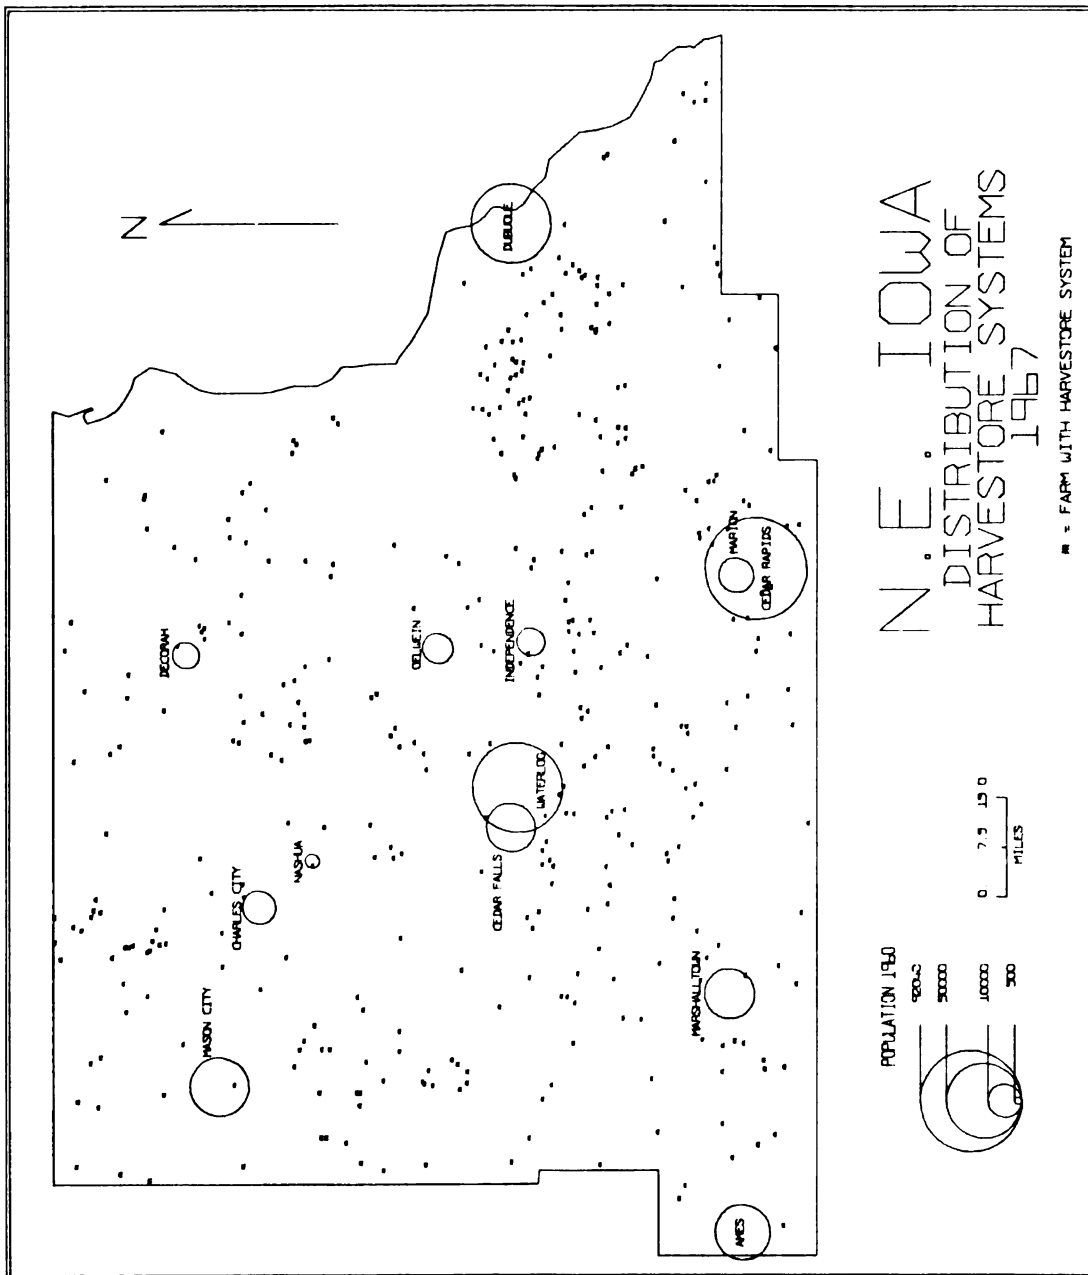 N
DECORAH
MASON CITY
CHARLES CITY
NASHUA
OELWEIN
INDEPENDENCE
DUBUQUE
CEDAR FALLS
WATERLOO
MARSHALLTOWN
AMES
MARION
CEDAR RAPIDS
N.E. IOWA
DISTRIBUTION OF
HARVESTORE SYSTEMS
1967
= FARM WITH HARVESTORE SYSTEM
POPULATION 1960
50000
10000
500
0 7.5 15.0
MILES